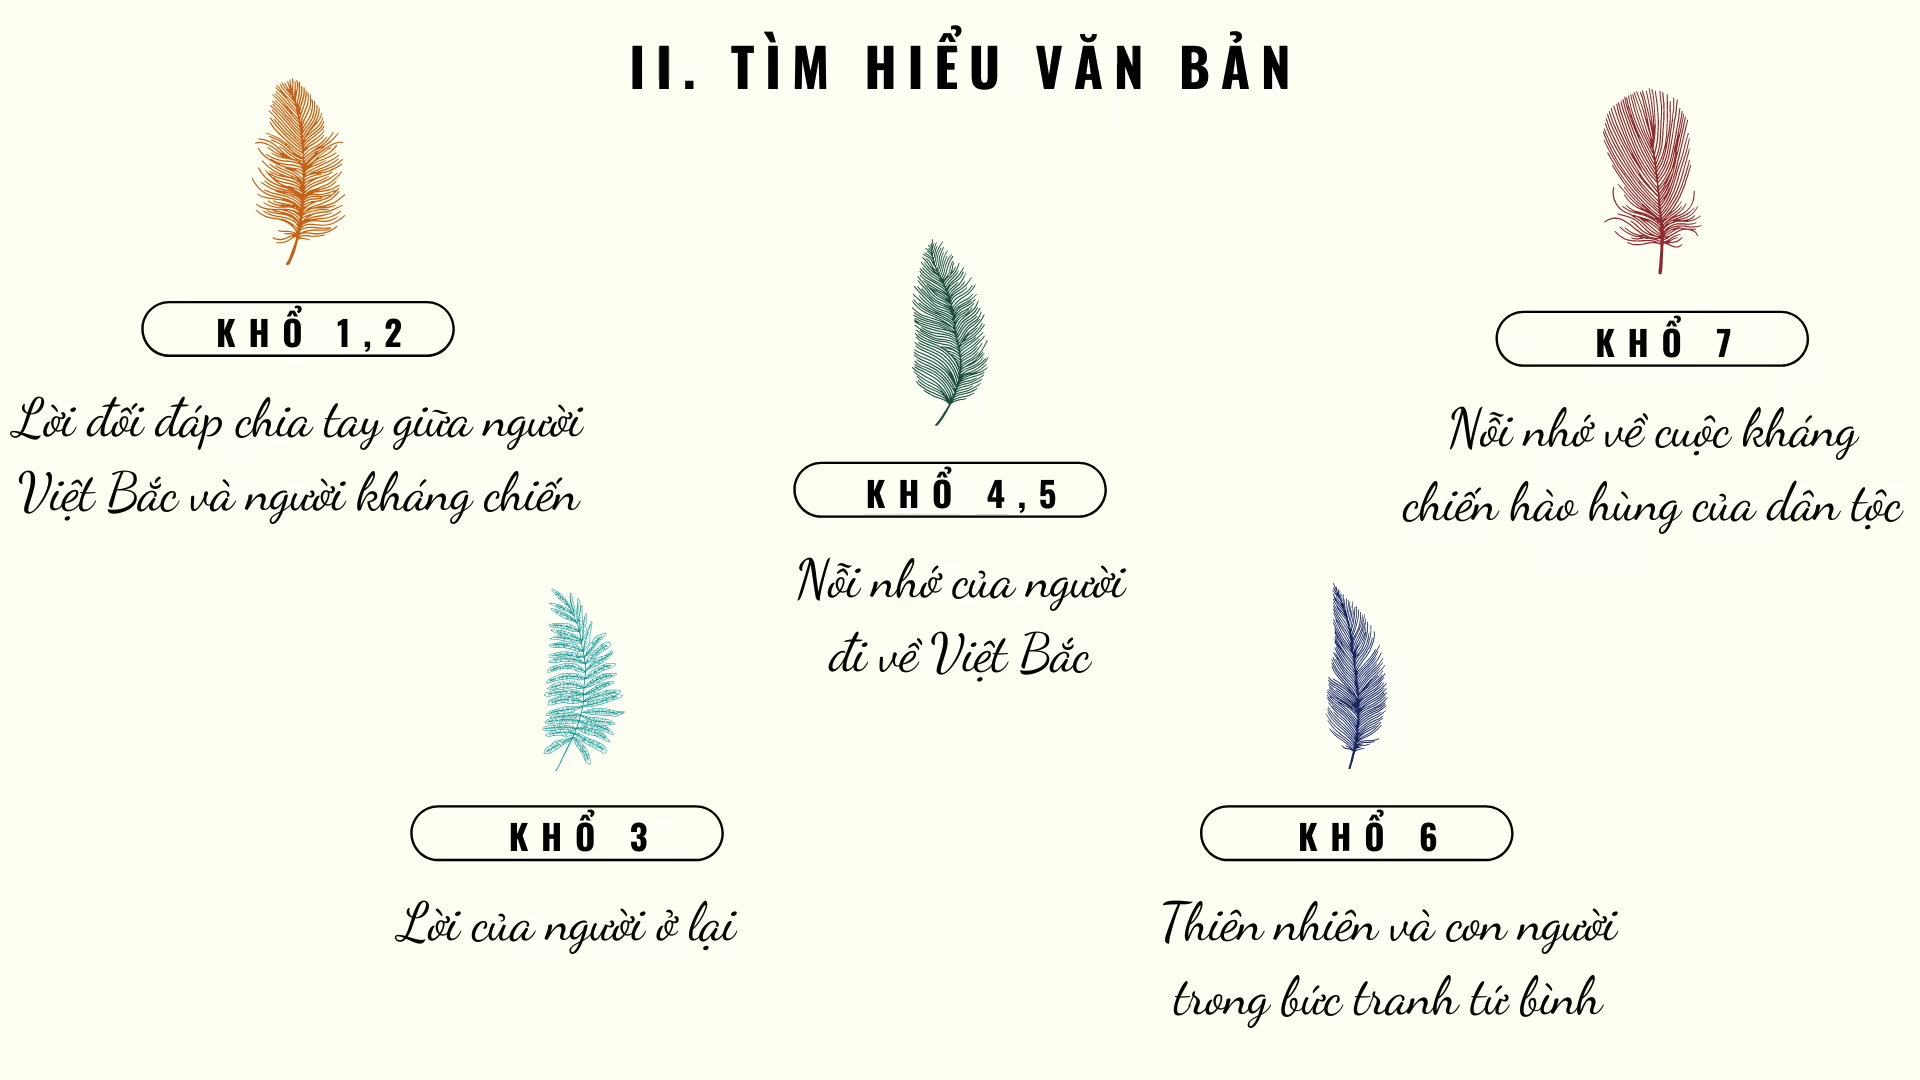 II. TÌM HIỂU VĂN BẢN
KHỔ 1,2
Lời đối đáp chia tay giữa người
Việt Bắc và người kháng chiến
KHỔ 3
Lời của người ở lại
KHỔ 4,5
Nỗi nhớ của người
đi về Việt Bắc
KHỔ 6
Thiên nhiên và con người
trong bức tranh tứ bình
KHỔ 7
Nỗi nhớ về cuộc kháng
chiến hào hùng của dân tộc